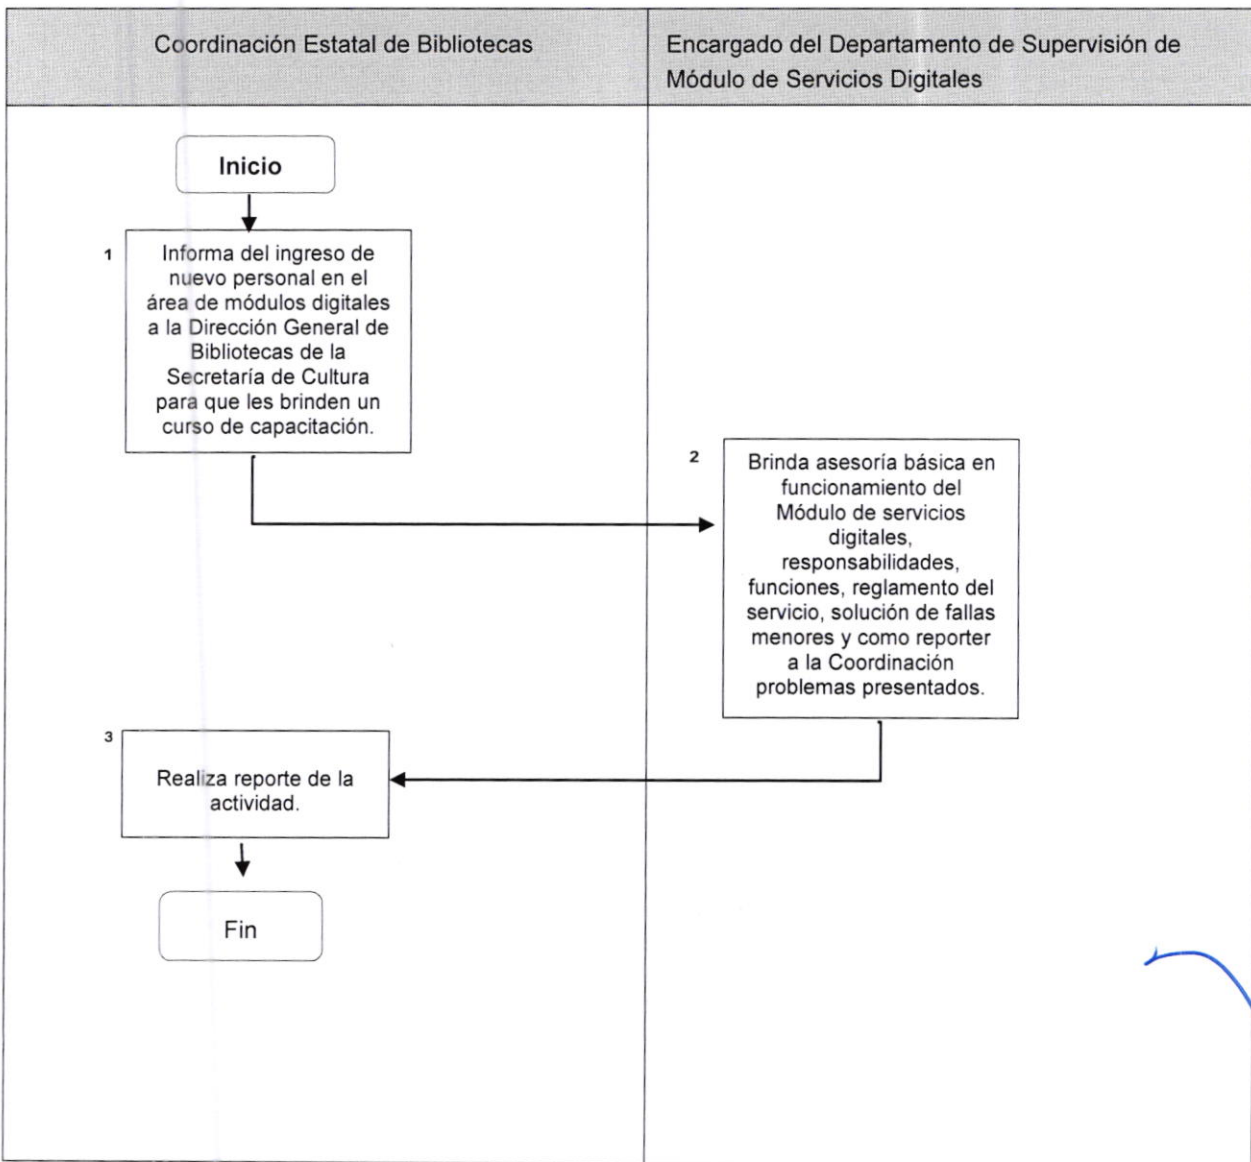 Coordinación Estatal de Bibliotecas
Encargado del Departamento de Supervisión de
Módulo de Servicios Digitales
Inicio
1
Informa del ingreso de
nuevo personal en el
área de módulos digitales
a la Dirección General de
Bibliotecas de la
Secretaría de Cultura
para que les brinden un
curso de capacitación.
2
Brinda asesoría básica en
funcionamiento del
Módulo de servicios
digitales,
responsabilidades,
funciones, reglamento del
servicio, solución de fallas
menores y como reporter
a la Coordinación
problemas presentados.
3
Realiza reporte de la
actividad.
Fin